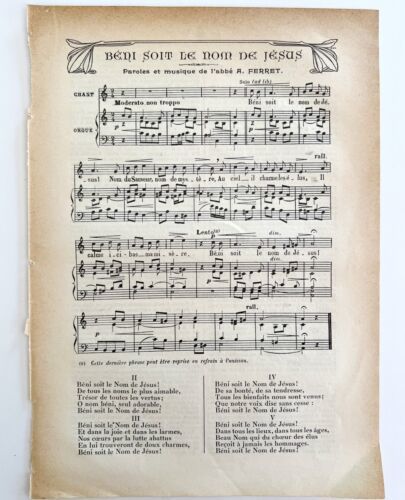 BÉNI SOIT LE NOM DE JÉSUS
Paroles et musique de l'abbé A. FERRET.
Solo (ad lib)
CHANT
Moderato non troppo
Béni soit le nom de Jé-
ORGUE
p
rall.
sus! Nom du Sauveur, nom de mys-tè-re, Au ciel il charme les é-lus, Il
Lento (a)
dim.
calme i-ci-bas ma mi-sè-re. Béni soit le nom de Jé-sus!
p
dim.
rall.
(a) Cette dernière phrase peut être reprise en refrain à l'unisson.
II
Béni soit le Nom de Jésus!
De tous les noms le plus aimable,
Trésor de toutes les vertus;
O nom béni, seul adorable,
Béni soit le Nom de Jésus!
III
Béni soit le Nom de Jésus!
Et dans la joie et dans les larmes,
Nos cœurs par la lutte abattus
En lui trouveront de doux charmes,
Béni soit le Nom de Jésus!
IV
Béni soit le Nom de Jésus!
De sa bonté, de sa tendresse,
Tous les bienfaits nous sont venus;
Que notre voix dise sans cesse:
Béni soit le Nom de Jésus!
V
Béni soit le Nom de Jésus!
Dans tous les lieux, dans tous les âges,
Beau Nom qui du chœur des élus
Reçoit à jamais les hommages.
Béni soit le Nom de Jésus!